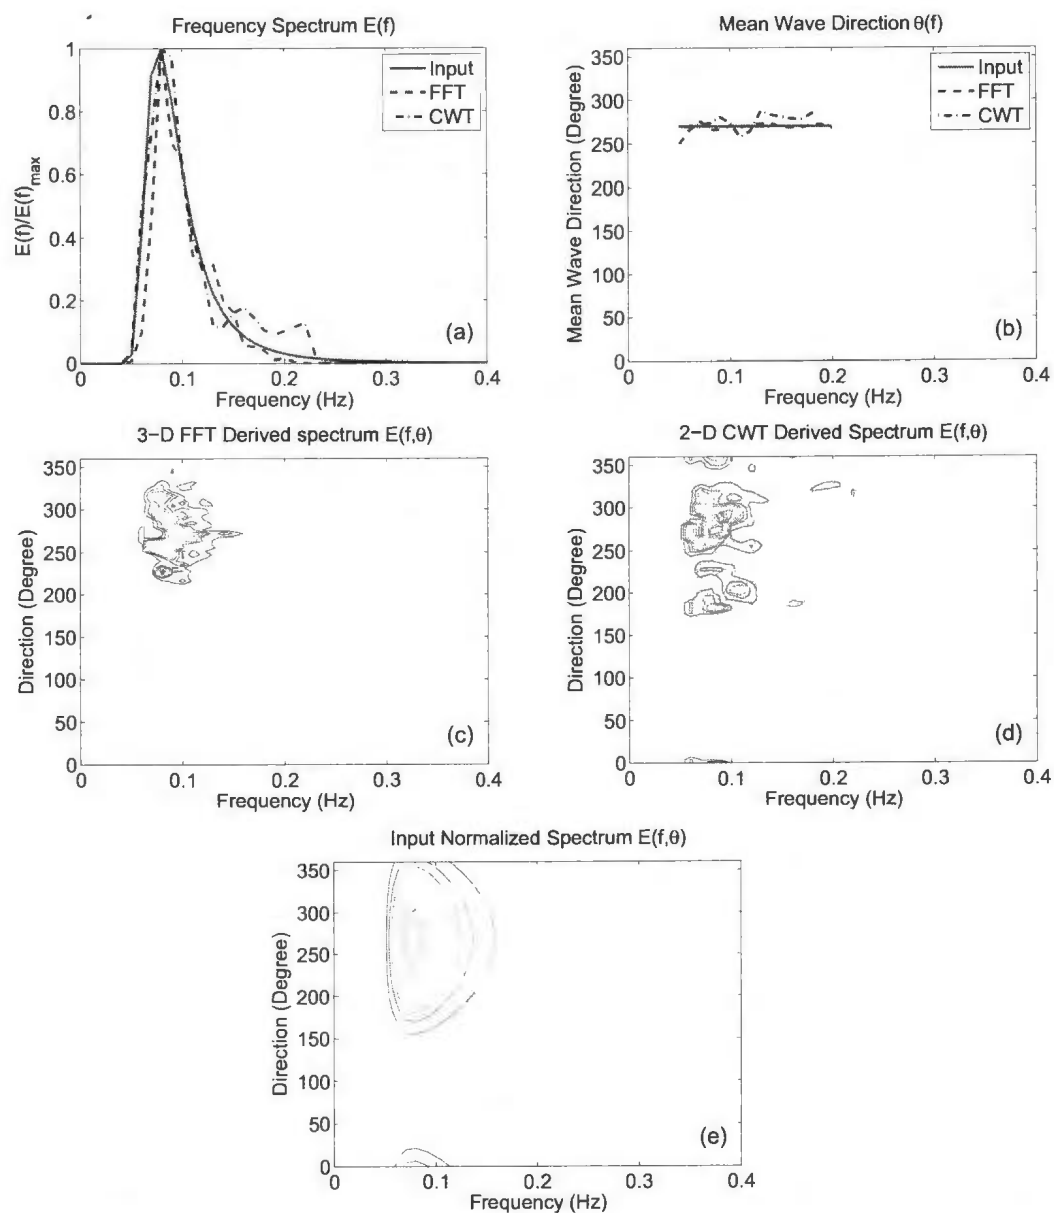 Frequency Spectrum E(f)
1
0.8
0.6
0.4
0.2
0
E(f)/E(f)max
Input
FFT
CWT
(a)
0 0.1 0.2 0.3 0.4
Frequency (Hz)
Mean Wave Direction θ(f)
350
300
250
200
150
100
50
0
Mean Wave Direction (Degree)
Input
FFT
CWT
(b)
0 0.1 0.2 0.3 0.4
Frequency (Hz)
3-D FFT Derived spectrum E(f,θ)
350
300
250
200
150
100
50
0
Direction (Degree)
(c)
0 0.1 0.2 0.3 0.4
Frequency (Hz)
2-D CWT Derived Spectrum E(f,θ)
350
300
250
200
150
100
50
0
Direction (Degree)
(d)
0 0.1 0.2 0.3 0.4
Frequency (Hz)
Input Normalized Spectrum E(f,θ)
350
300
250
200
150
100
50
0
Direction (Degree)
(e)
0 0.1 0.2 0.3 0.4
Frequency (Hz)